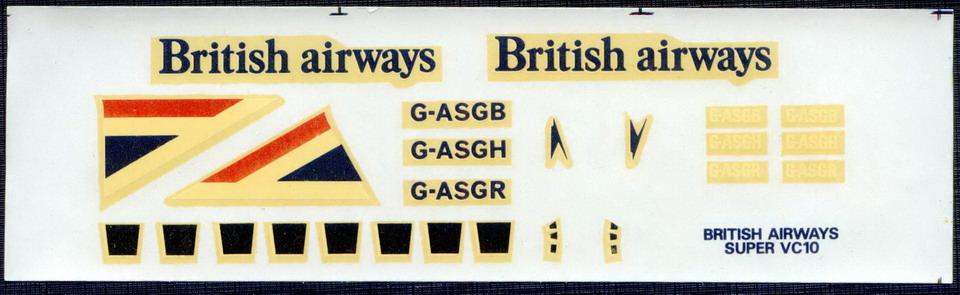 British airways
British airways
G-ASGB
G-ASGH
G-ASGR
G-ASGB G-ASGB
G-ASGH G-ASGH
G-ASGR G-ASGR
BRITISH AIRWAYS
SUPER VC10